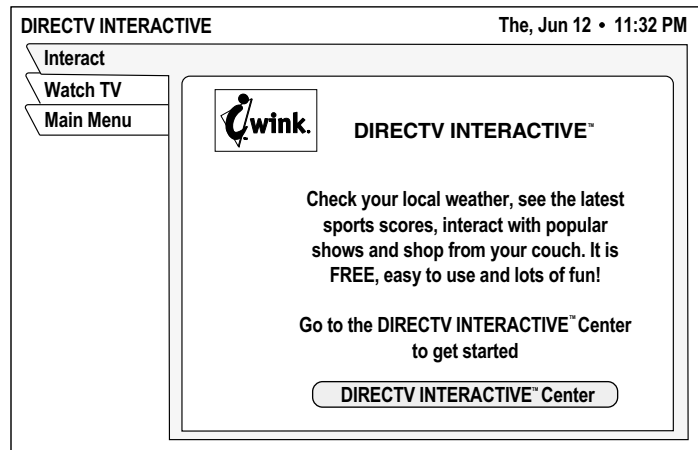 DIRECTV INTERACTIVE
The, Jun 12 • 11:32 PM
Interact
Watch TV
Main Menu
wink.
DIRECTV INTERACTIVE™
Check your local weather, see the latest
sports scores, interact with popular
shows and shop from your couch. It is
FREE, easy to use and lots of fun!
Go to the DIRECTV INTERACTIVE™ Center
to get started
DIRECTV INTERACTIVE™ Center